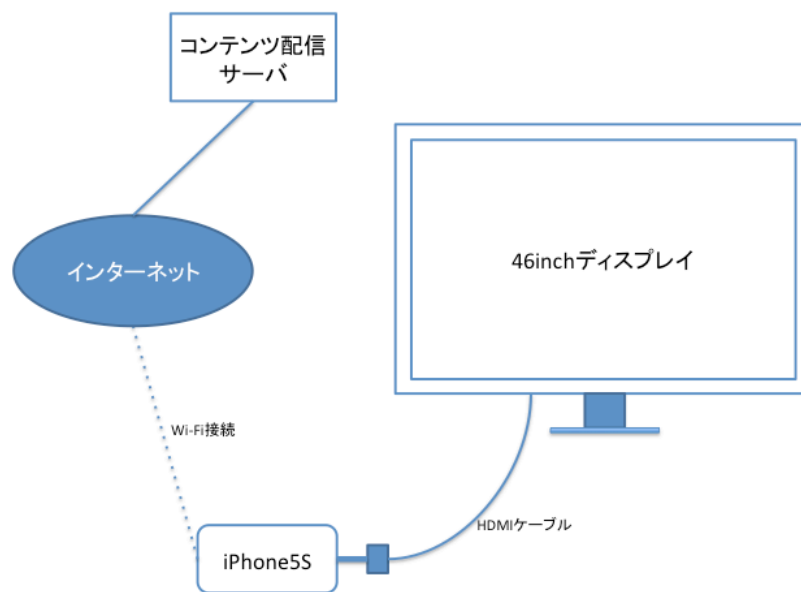 コンテンツ配信
サーバ
インターネット
46inchディスプレイ
Wi-Fi接続
HDMIケーブル
iPhone5S